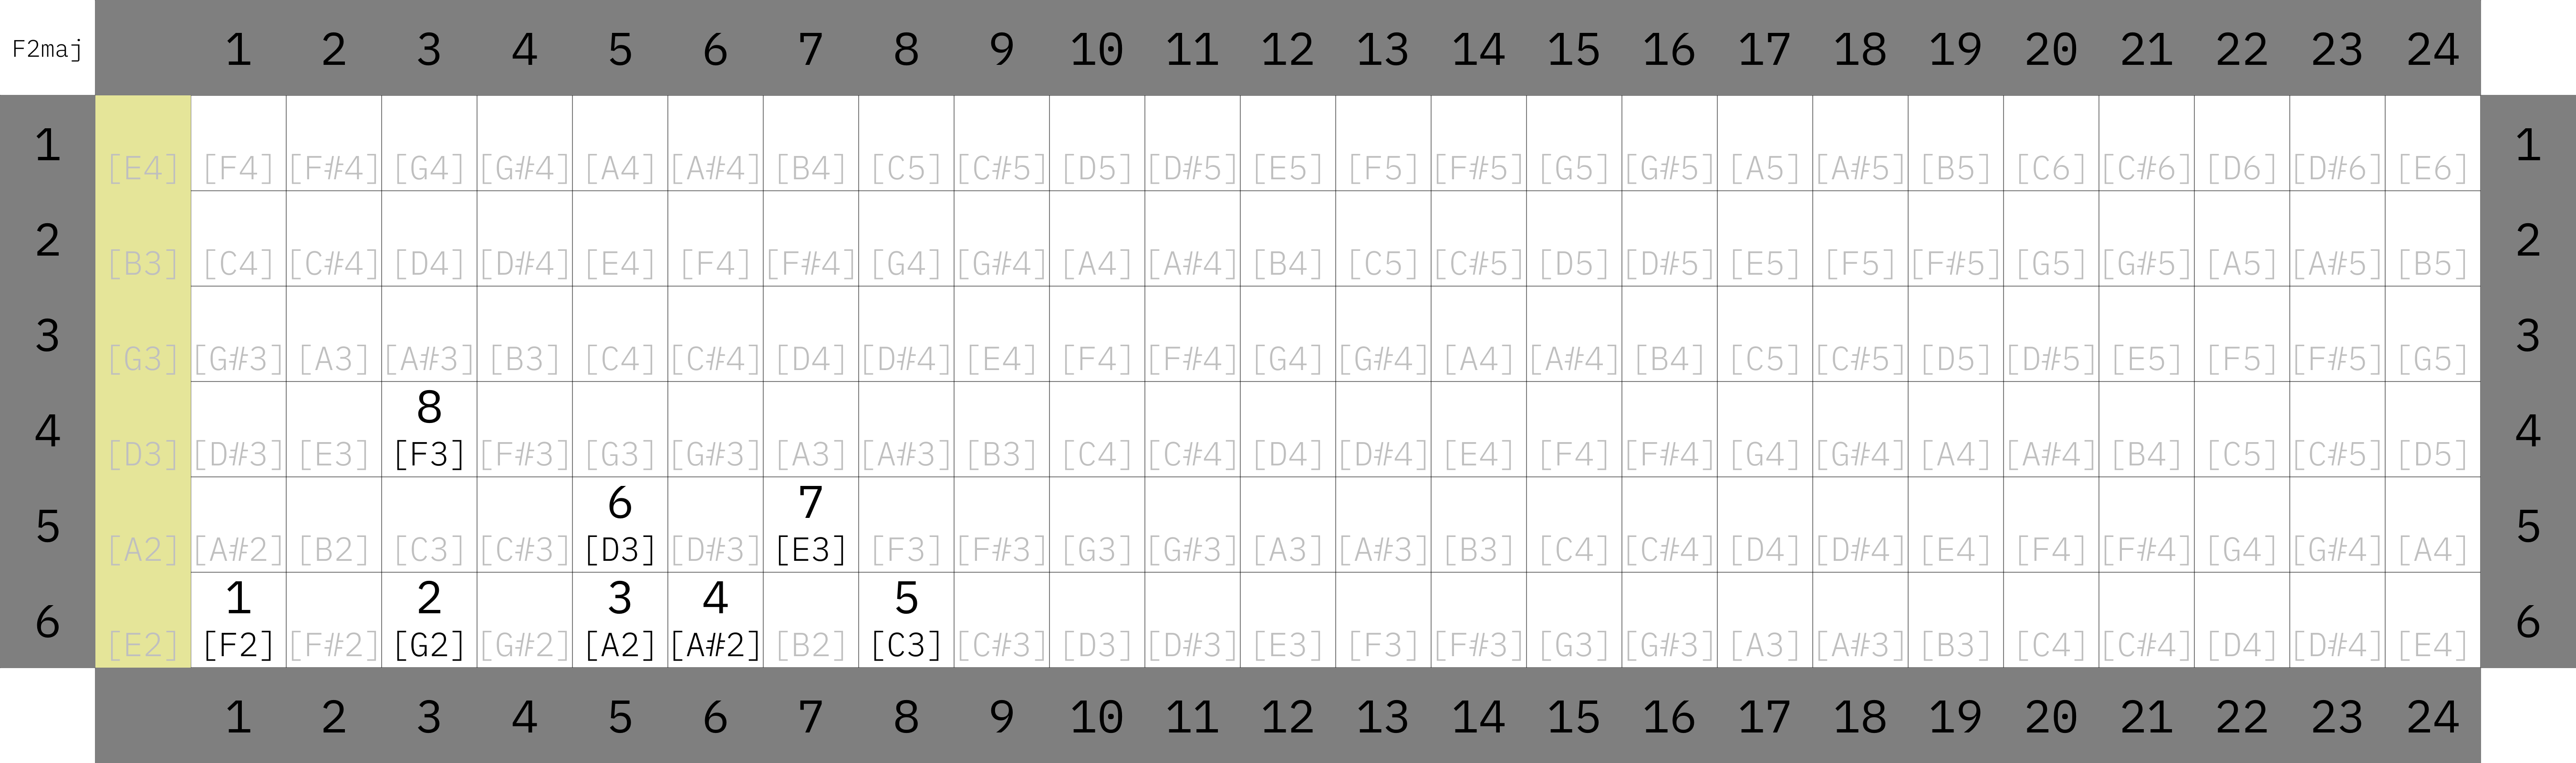 F2maj 1 2 3 4 5 6 7 8 9 10 11 12 13 14 15 16 17 18 19 20 21 22 23 24
1 [E4] [F4] [F#4] [G4] [G#4] [A4] [A#4] [B4] [C5] [C#5] [D5] [D#5] [E5] [F5] [F#5] [G5] [G#5] [A5] [A#5] [B5] [C6] [C#6] [D6] [D#6] [E6] 1
2 [B3] [C4] [C#4] [D4] [D#4] [E4] [F4] [F#4] [G4] [G#4] [A4] [A#4] [B4] [C5] [C#5] [D5] [D#5] [E5] [F5] [F#5] [G5] [G#5] [A5] [A#5] [B5] 2
3 [G3] [G#3] [A3] [A#3] [B3] [C4] [C#4] [D4] [D#4] [E4] [F4] [F#4] [G4] [G#4] [A4] [A#4] [B4] [C5] [C#5] [D5] [D#5] [E5] [F5] [F#5] [G5] 3
8
4 [D3] [D#3] [E3] [F3] [F#3] [G3] [G#3] [A3] [A#3] [B3] [C4] [C#4] [D4] [D#4] [E4] [F4] [F#4] [G4] [G#4] [A4] [A#4] [B4] [C5] [C#5] [D5] 4
6 7
5 [A2] [A#2] [B2] [C3] [C#3] [D3] [D#3] [E3] [F3] [F#3] [G3] [G#3] [A3] [A#3] [B3] [C4] [C#4] [D4] [D#4] [E4] [F4] [F#4] [G4] [G#4] [A4] 5
1 2 3 4 5
6 [E2] [F2] [F#2] [G2] [G#2] [A2] [A#2] [B2] [C3] [C#3] [D3] [D#3] [E3] [F3] [F#3] [G3] [G#3] [A3] [A#3] [B3] [C4] [C#4] [D4] [D#4] [E4] 6
1 2 3 4 5 6 7 8 9 10 11 12 13 14 15 16 17 18 19 20 21 22 23 24